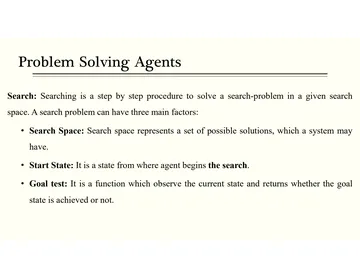 Problem Solving Agents
Search: Searching is a step by step procedure to solve a search-problem in a given search
space. A search problem can have three main factors:
• Search Space: Search space represents a set of possible solutions, which a system may
have.
• Start State: It is a state from where agent begins the search.
• Goal test: It is a function which observe the current state and returns whether the goal
state is achieved or not.